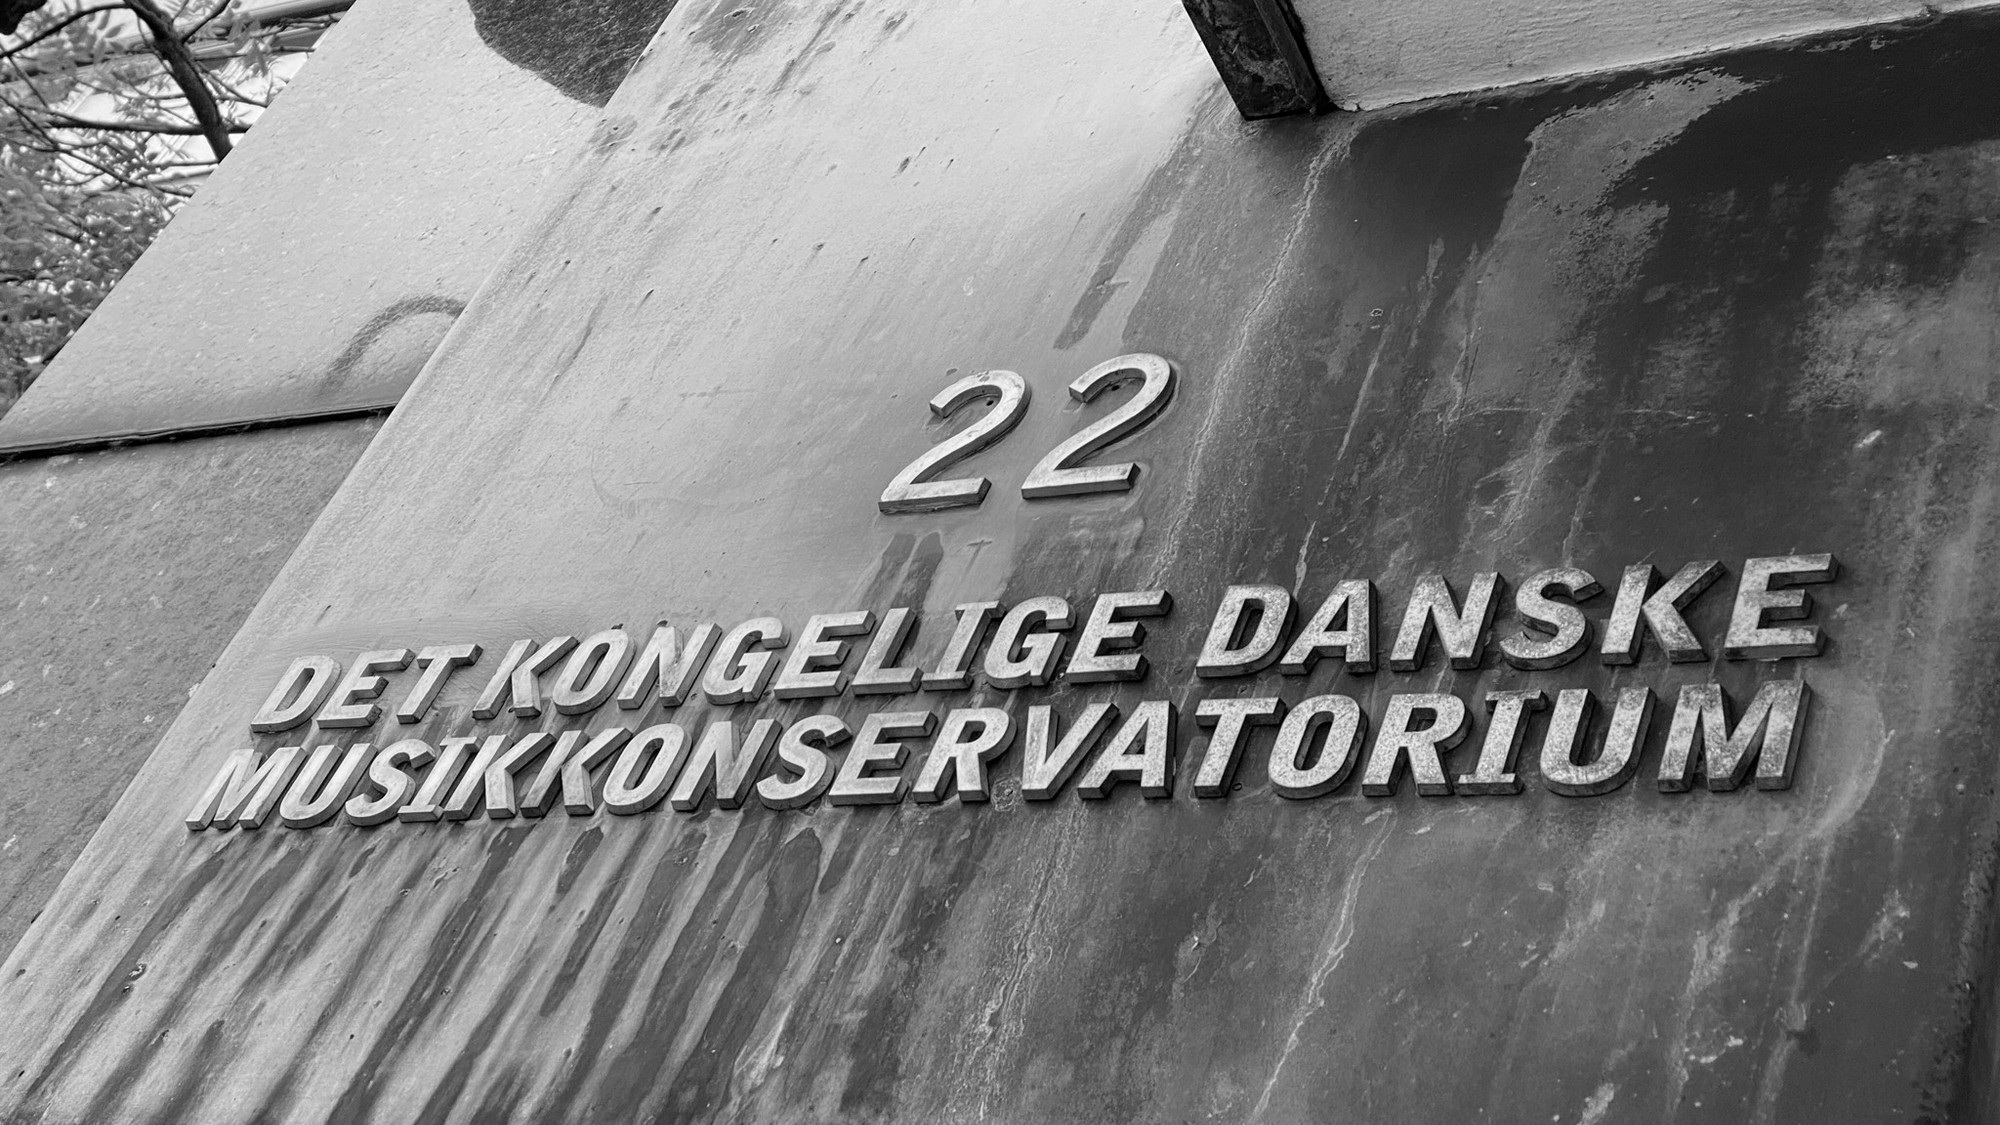 22
DET KONGELIGE DANSKE
MUSIKKONSERVATORIUM